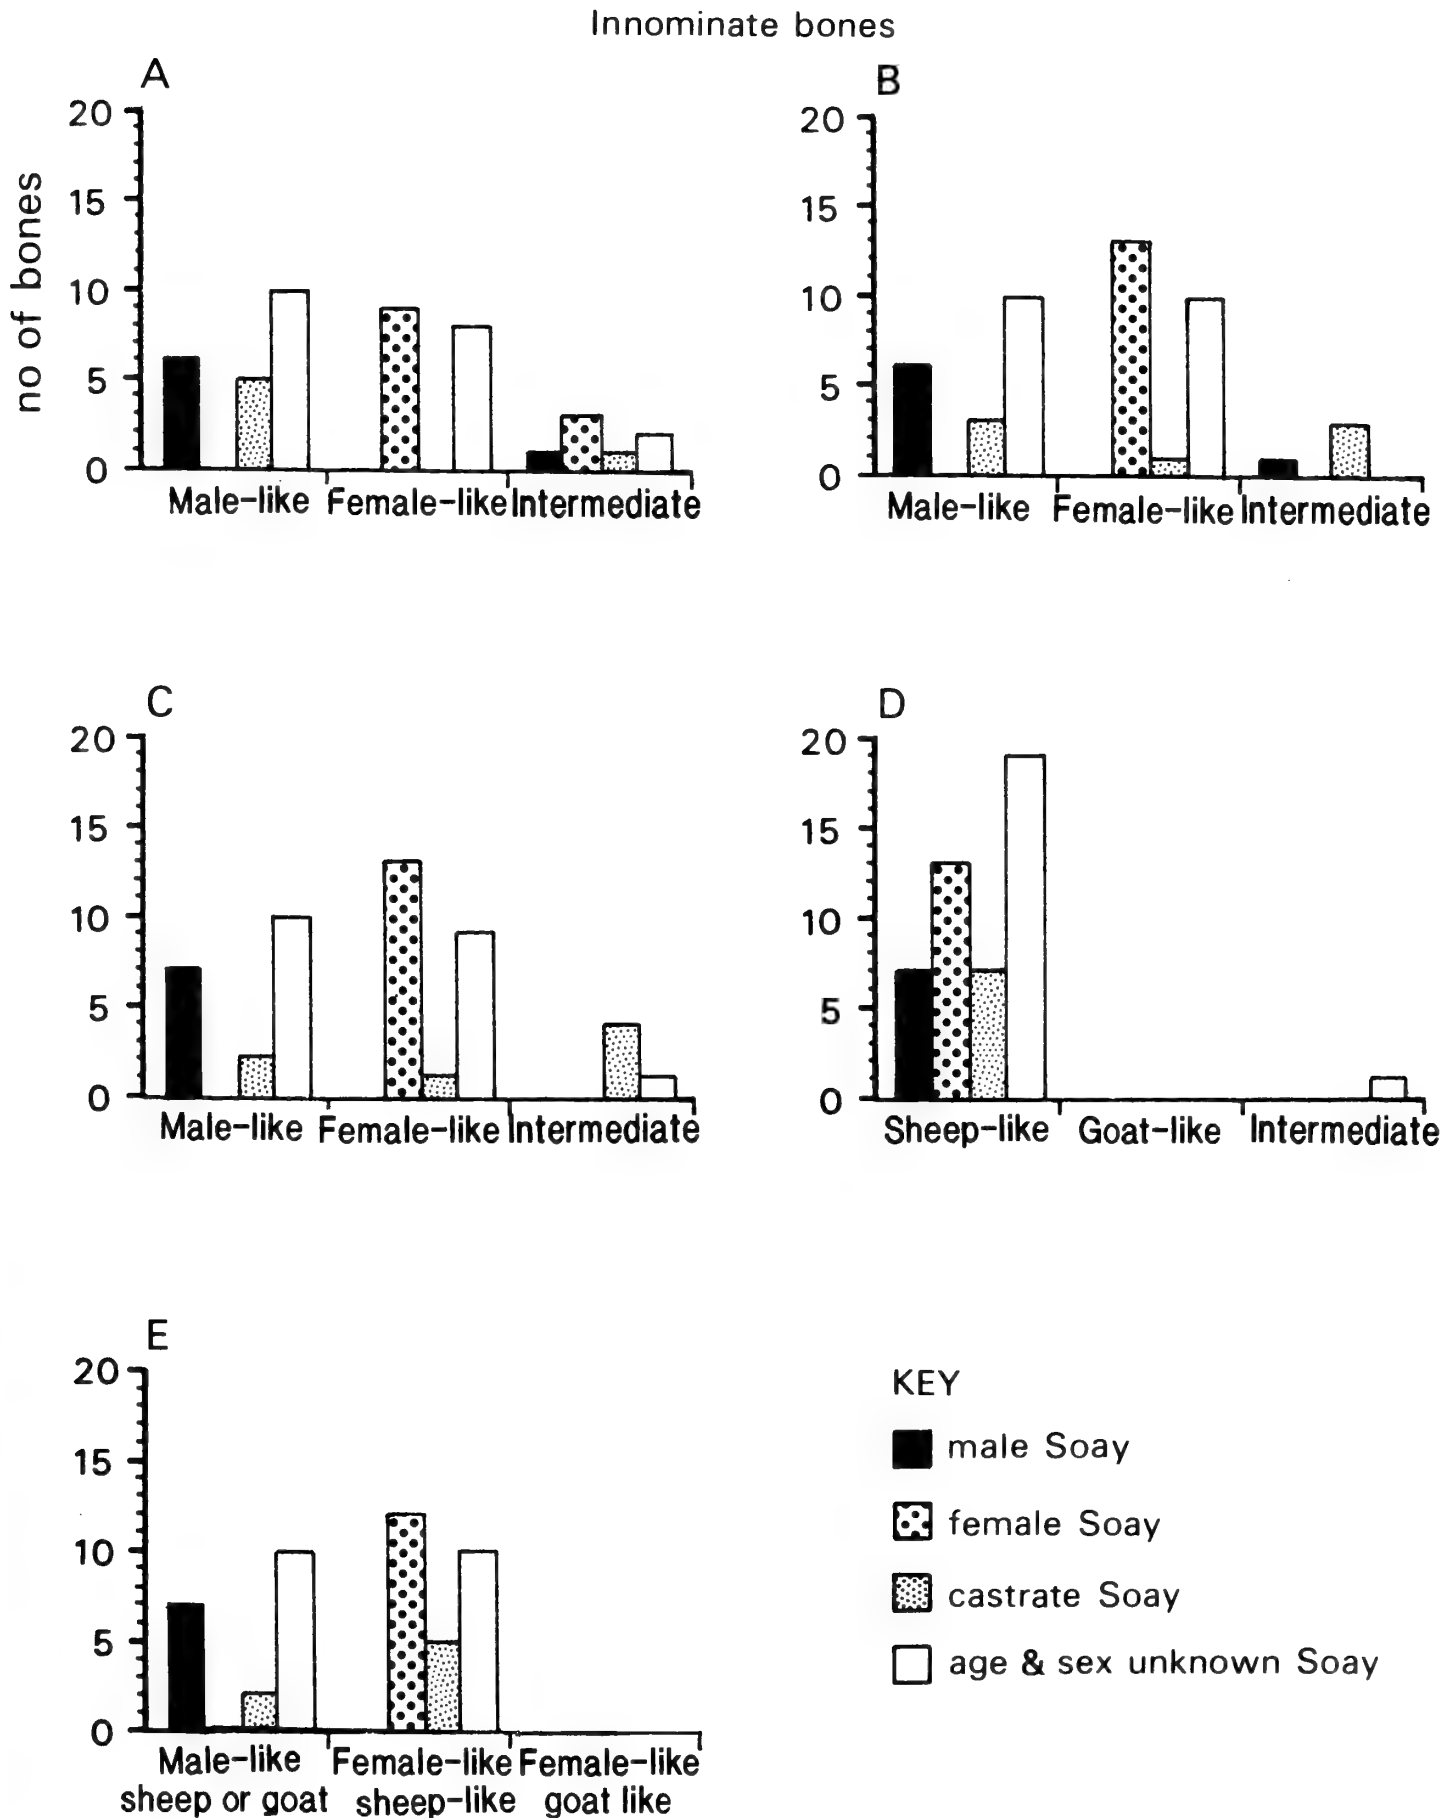 Innominate bones
A
no of bones
20
15
10
5
0
Male-like Female-like Intermediate
B
20
15
10
5
0
Male-like Female-like Intermediate
C
20
15
10
5
0
Male-like Female-like Intermediate
D
20
15
10
5
0
Sheep-like Goat-like Intermediate
E
20
15
10
5
0
Male-like Female-like Female-like
sheep or goat sheep-like goat like
KEY
male Soay
female Soay
castrate Soay
age & sex unknown Soay